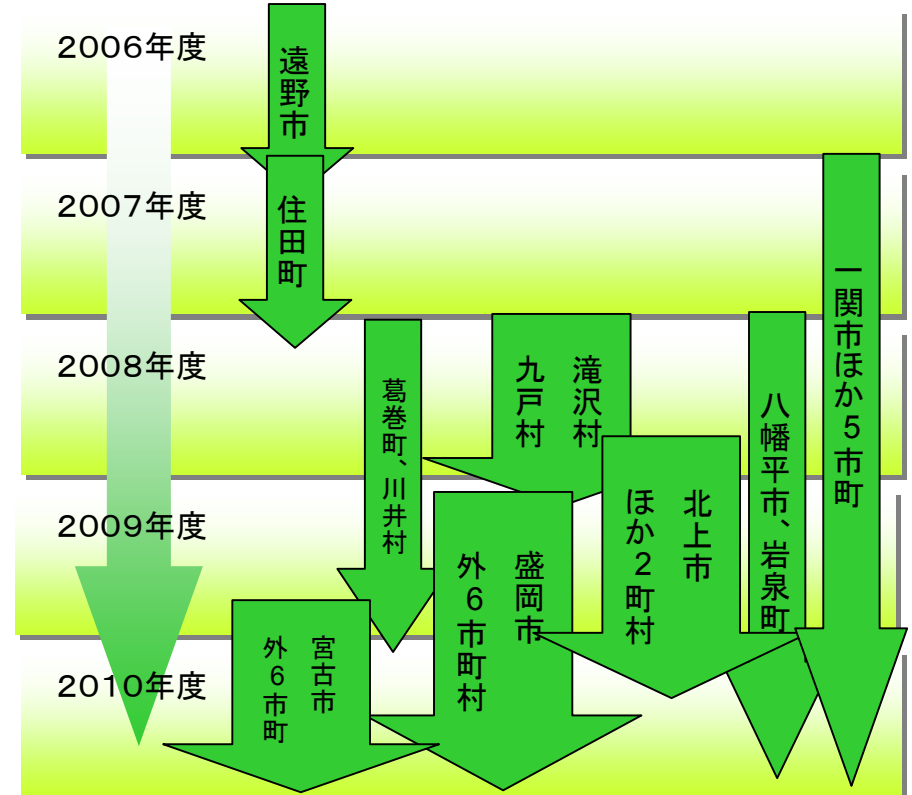 2006年度
遠野市
2007年度
住田町
一関市ほか5市町
2008年度
葛巻町、川井村
滝沢村
九戸村
八幡平市、岩泉町
2009年度
北上市
ほか2町村
盛岡市
外6市町村
2010年度
宮古市
外6市町